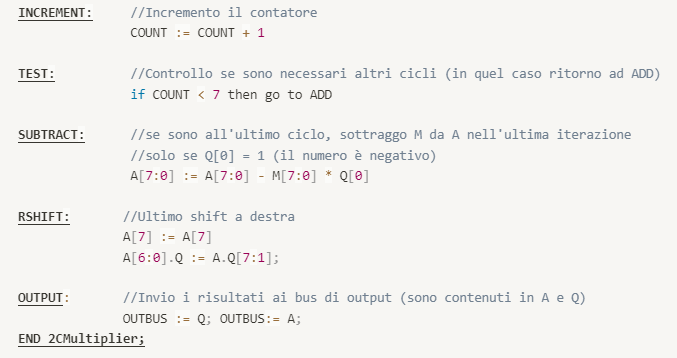 INCREMENT: //Incremento il contatore
COUNT := COUNT + 1
TEST: //Controllo se sono necessari altri cicli (in quel caso ritorno ad ADD)
if COUNT < 7 then go to ADD
SUBTRACT: //se sono all'ultimo ciclo, sottraggo M da A nell'ultima iterazione
//solo se Q[0] = 1 (il numero è negativo)
A[7:0] := A[7:0] - M[7:0] * Q[0]
RSHIFT: //Ultimo shift a destra
A[7] := A[7]
A[6:0].Q := A.Q[7:1];
OUTPUT: //Invio i risultati ai bus di output (sono contenuti in A e Q)
OUTBUS := Q; OUTBUS:= A;
END 2CMultiplier;